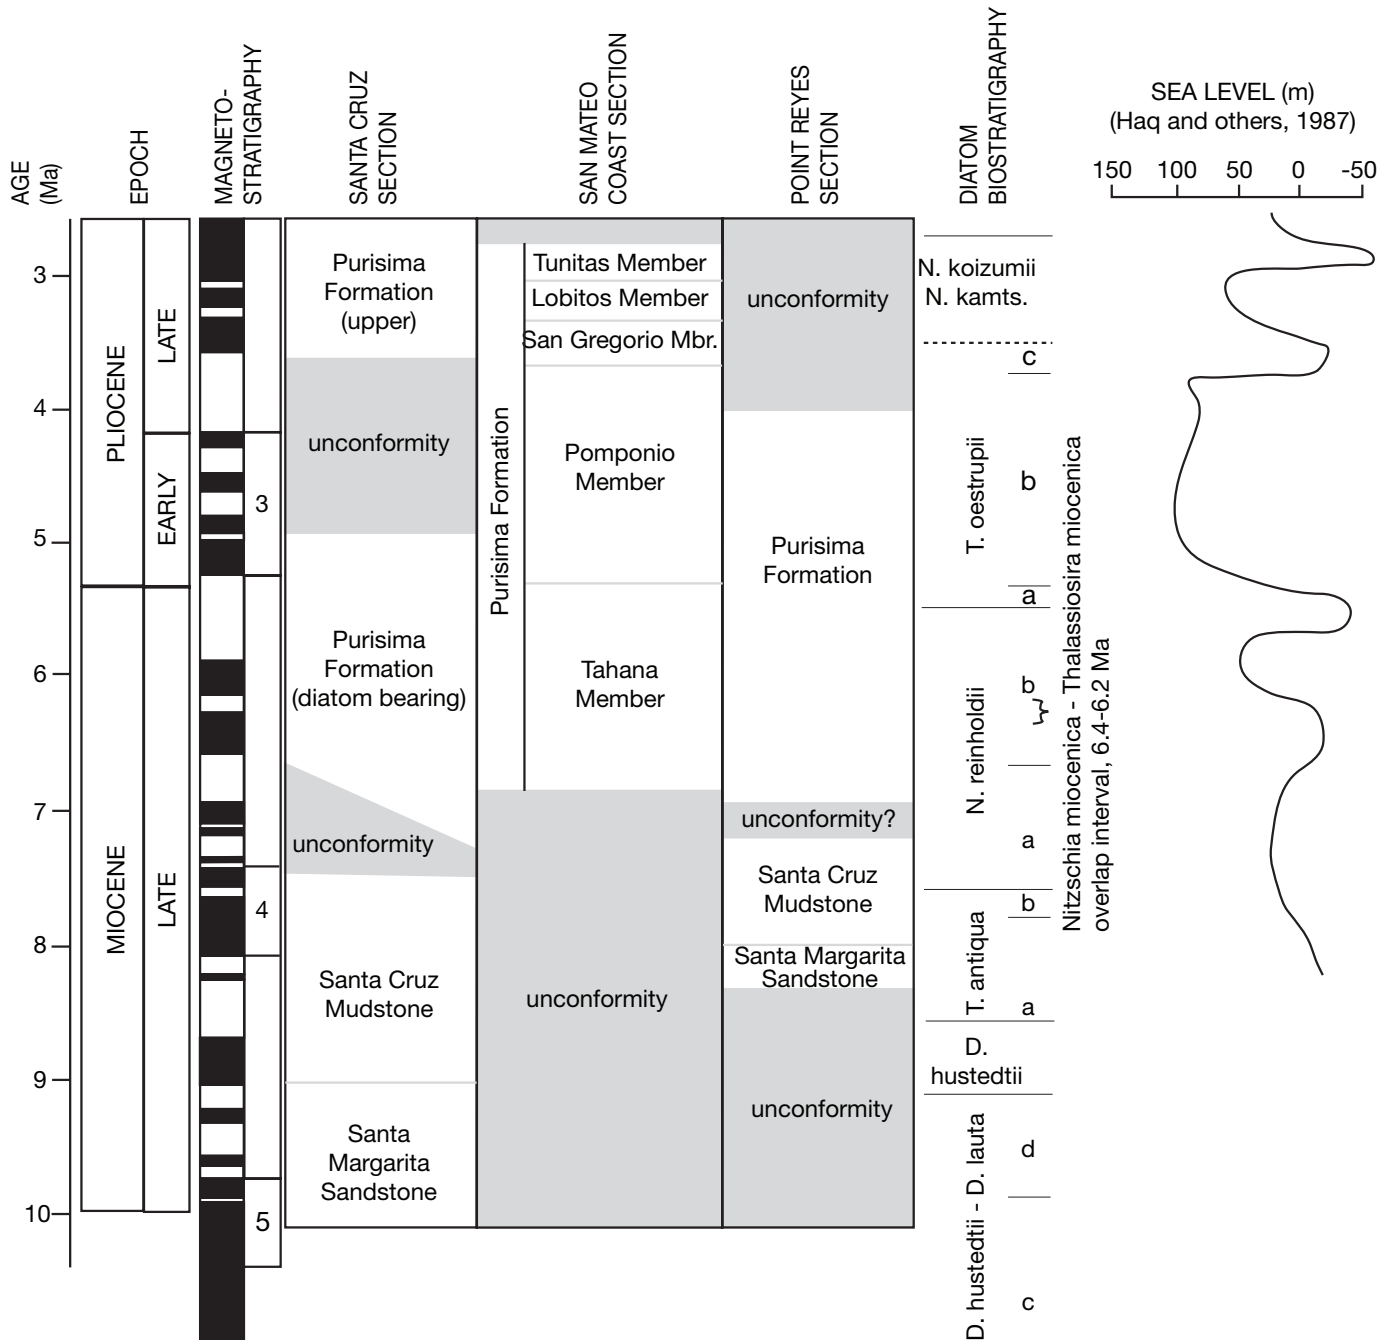 AGE
(Ma)
EPOCH
MAGNETO-
STRATIGRAPHY
SANTA CRUZ
SECTION
SAN MATEO
COAST SECTION
POINT REYES
SECTION
DIATOM
BIOSTRATIGRAPHY
SEA LEVEL (m)
(Haq and others, 1987)
150 100 50 0 -50
3
4
5
6
7
8
9
10
PLIOCENE
LATE
EARLY
MIOCENE
LATE
3
4
5
Purisima
Formation
(upper)
unconformity
Purisima
Formation
(diatom bearing)
unconformity
Santa Cruz
Mudstone
Santa
Margarita
Sandstone
Purisima Formation
Tunitas Member
Lobitos Member
San Gregorio Mbr.
Pomponio
Member
Tahana
Member
unconformity
unconformity
Purisima
Formation
unconformity?
Santa Cruz
Mudstone
Santa Margarita
Sandstone
unconformity
N. koizumii
N. kamts.
T. oestrupii
c
b
a
N. reinholdii
b
a
T. antiqua
b
a
D.
hustedtii
D. hustedtii - D. lauta
d
c
Nitzschia miocenica - Thalassiosira miocenica
overlap interval, 6.4-6.2 Ma